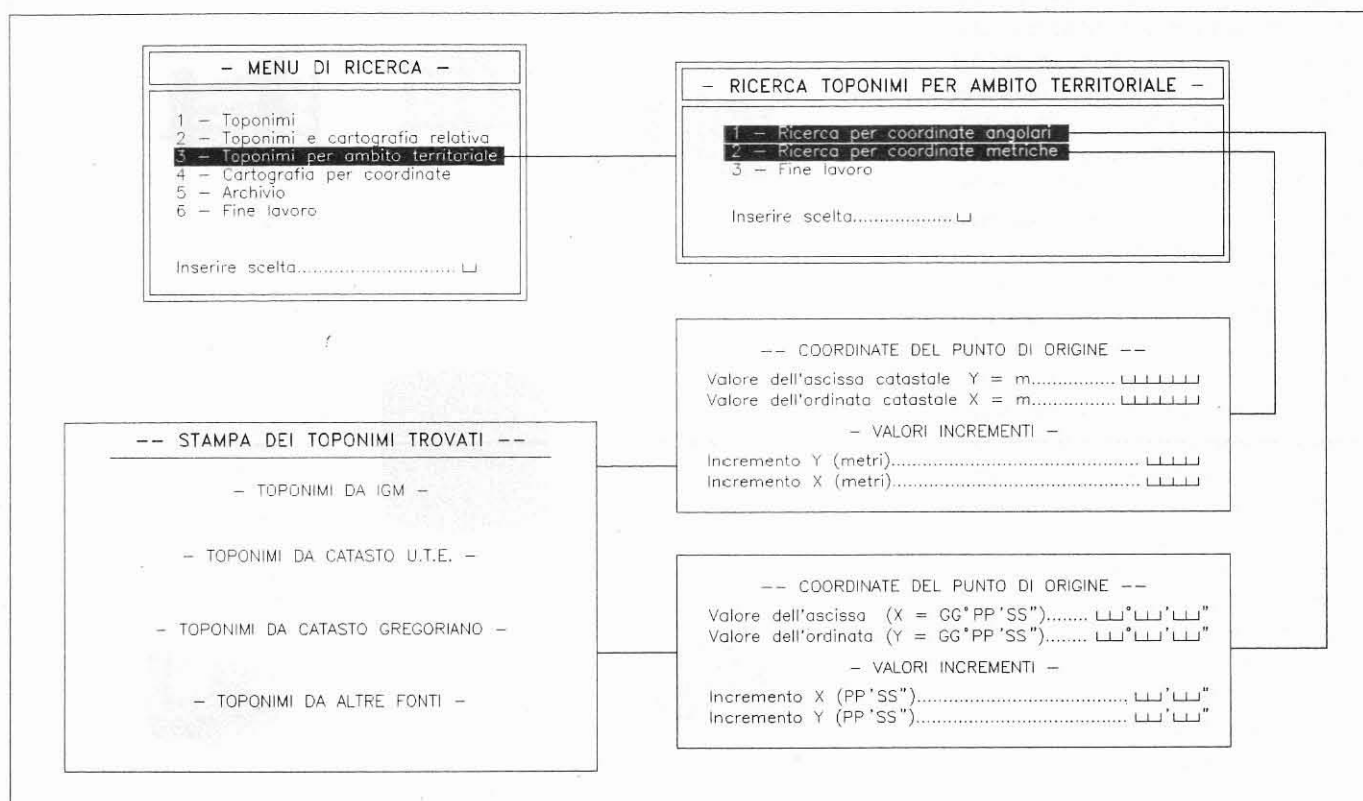 — MENU DI RICERCA —
1 — Toponimi
2 — Toponimi e cartografia relativa
3 — Toponimi per ambito territoriale
4 — Cartografia per coordinate
5 — Archivio
6 — Fine lavoro
Inserire scelta.............................. ⌴
— RICERCA TOPONIMI PER AMBITO TERRITORIALE —
1 — Ricerca per coordinate angolari
2 — Ricerca per coordinate metriche
3 — Fine lavoro
Inserire scelta................... ⌴
—— COORDINATE DEL PUNTO DI ORIGINE ——
Valore dell'ascissa catastale Y = m................ ⌴⌴⌴⌴⌴⌴⌴
Valore dell'ordinata catastale X = m................ ⌴⌴⌴⌴⌴⌴⌴
— VALORI INCREMENTI —
Incremento Y (metri)................................................ ⌴⌴⌴⌴⌴
Incremento X (metri)................................................ ⌴⌴⌴⌴⌴
—— STAMPA DEI TOPONIMI TROVATI ——
— TOPONIMI DA IGM —
— TOPONIMI DA CATASTO U.T.E. —
— TOPONIMI DA CATASTO GREGORIANO —
— TOPONIMI DA ALTRE FONTI —
—— COORDINATE DEL PUNTO DI ORIGINE ——
Valore dell'ascissa (X = GG°PP'SS")........ ⌴⌴°⌴⌴'⌴⌴"
Valore dell'ordinata (Y = GG°PP'SS")........ ⌴⌴°⌴⌴'⌴⌴"
— VALORI INCREMENTI —
Incremento X (PP'SS")......................................... ⌴⌴'⌴⌴"
Incremento Y (PP'SS")......................................... ⌴⌴'⌴⌴"